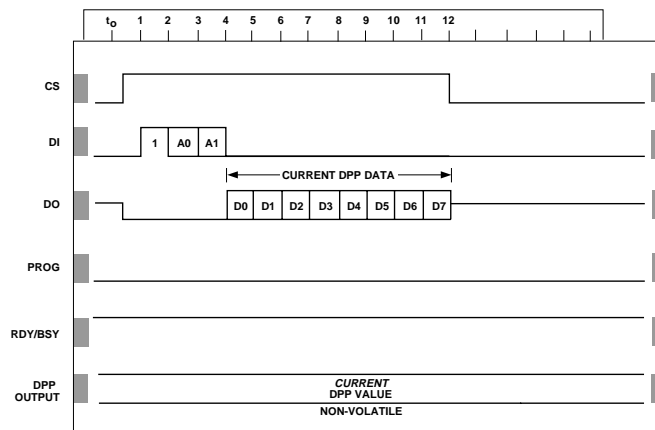 to 1 2 3 4 5 6 7 8 9 10 11 12
CS
DI 1 A0 A1
CURRENT DPP DATA
DO D0 D1 D2 D3 D4 D5 D6 D7
PROG
RDY/BSY
DPP
OUTPUT
CURRENT
DPP VALUE
NON-VOLATILE